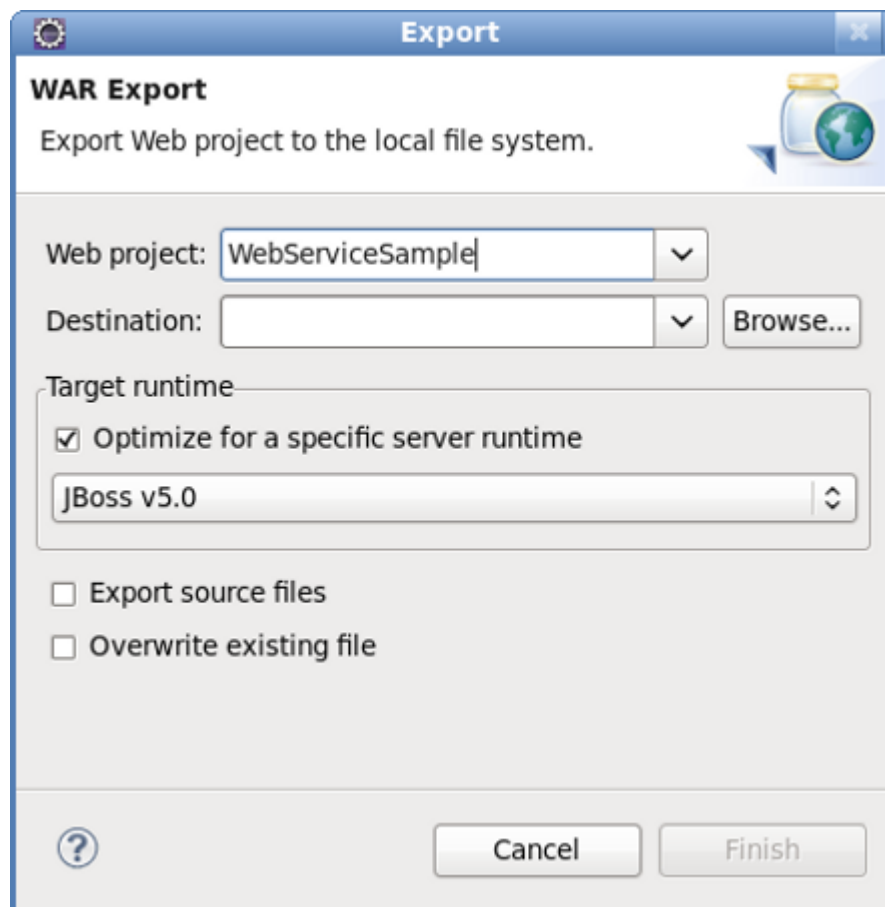 Export
WAR Export
Export Web project to the local file system.
Web project: WebServiceSample
Destination: Browse...
Target runtime
Optimize for a specific server runtime
JBoss v5.0
Export source files
Overwrite existing file
? Cancel Finish